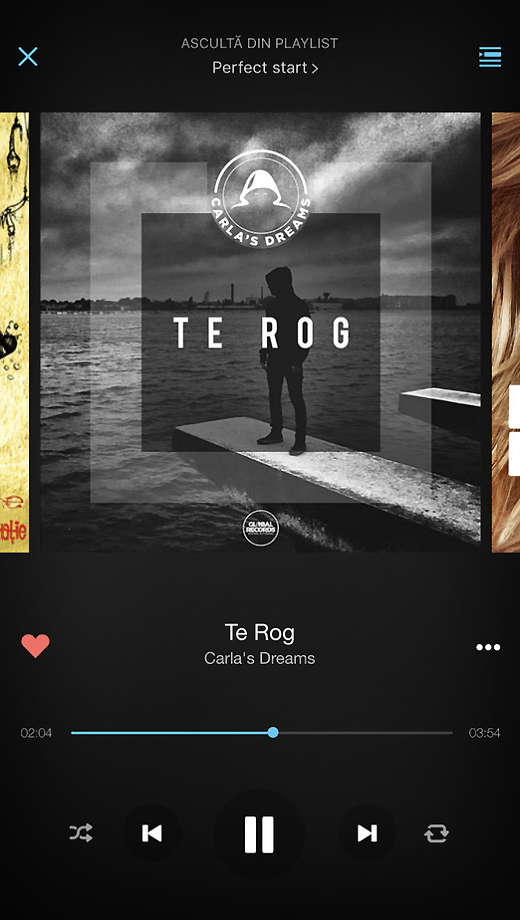 ASCULTĂ DIN PLAYLIST
Perfect start >
CARLA'S DREAMS
TE ROG
GLOBAL
RECORDS
Te Rog
Carla's Dreams
02:04
03:54